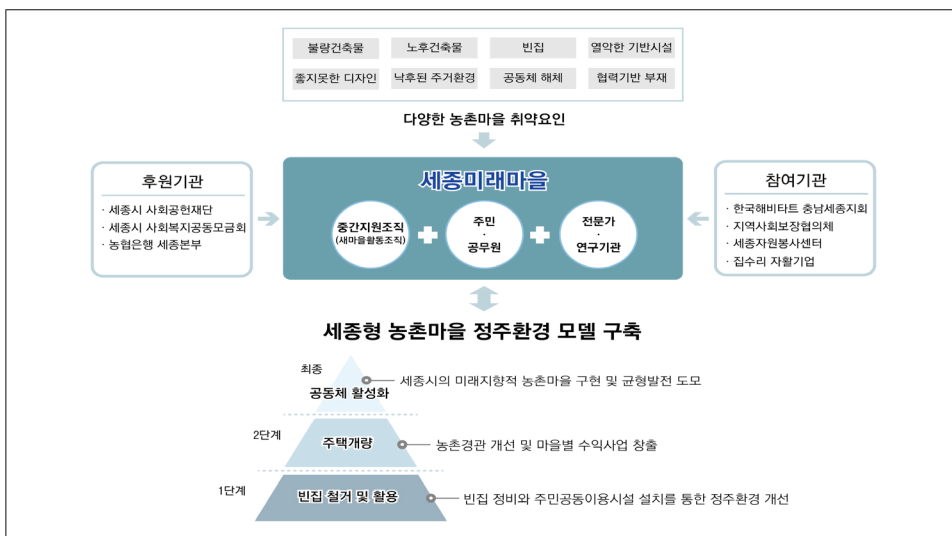 불량건축물 노후건축물 빈집 열악한 기반시설
좋지못한 디자인 낙후된 주거환경 공동체 해체 협력기반 부재
다양한 농촌마을 취약요인
후원기관
· 세종시 사회공헌재단
· 세종시 사회복지공동모금회
· 농협은행 세종본부
세종미래마을
중간지원조직
(새마을활동조직)
주민
·
공무원
전문가
·
연구기관
참여기관
· 한국해비타트 충남세종지회
· 지역사회보장협의체
· 세종자원봉사센터
· 집수리 자활기업
세종형 농촌마을 정주환경 모델 구축
최종
공동체 활성화
세종시의 미래지향적 농촌마을 구현 및 균형발전 도모
2단계
주택개량
농촌경관 개선 및 마을별 수익사업 창출
1단계
빈집 철거 및 활용
빈집 정비와 주민공동이용시설 설치를 통한 정주환경 개선